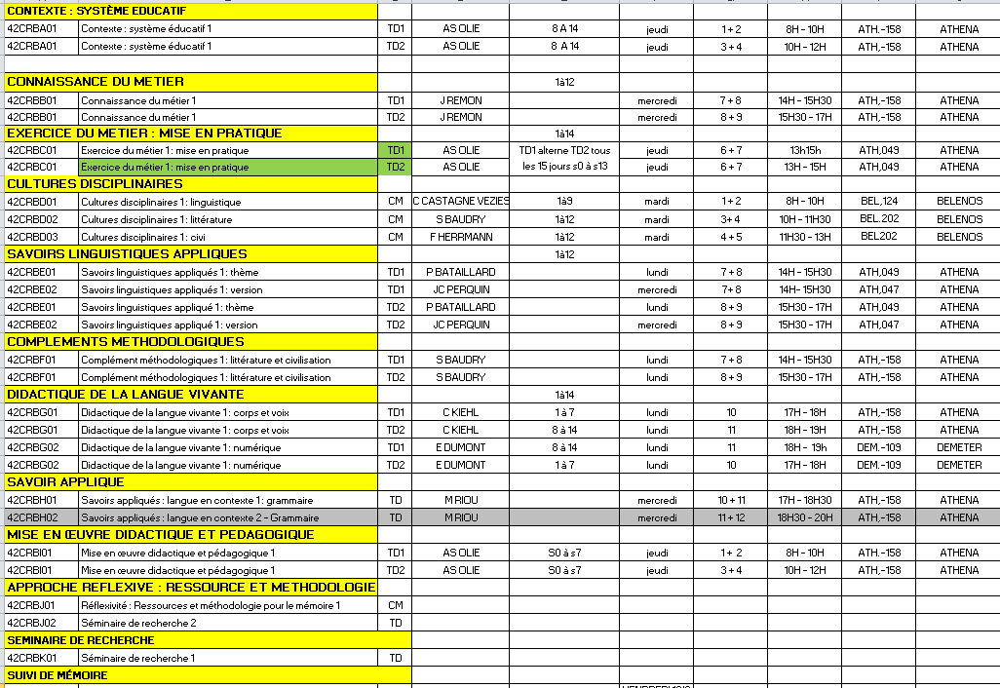 CONTEXTE : SYSTÈME EDUCATIF
42CRBA01 Contexte : système éducatif 1 TD1 AS OLIE 8 A 14 jeudi 1 + 2 8H - 10H ATH.-158 ATHENA
42CRBA01 Contexte : système éducatif 1 TD2 AS OLIE 8 A 14 jeudi 3 + 4 10H - 12H ATH,-158 ATHENA
CONNAISSANCE DU METIER 1à12
42CRBB01 Connaissance du métier 1 TD1 J REMON mercredi 7 + 8 14H - 15H30 ATH,-158 ATHENA
42CRBB01 Connaissance du métier 1 TD2 J REMON mercredi 8 + 9 15H30 - 17H ATH,-158 ATHENA
EXERCICE DU METIER : MISE EN PRATIQUE 1à14
42CRBC01 Exercice du métier 1: mise en pratique TD1 AS OLIE TD1 alterne TD2 tous jeudi 6 + 7 13h15h ATH,049 ATHENA
42CRBC01 Exercice du métier 1: mise en pratique TD2 AS OLIE les 15 jours s0 à s13 jeudi 6 + 7 13H - 15H ATH,049 ATHENA
CULTURES DISCIPLINAIRES
42CRBD01 Cultures disciplinaires 1: linguistique CM C CASTAGNE VEZIES 1à9 mardi 1 + 2 8H - 10H BEL,124 BELENOS
42CRBD02 Cultures disciplinaires 1: littérature CM S BAUDRY 1à12 mardi 3+ 4 10H - 11H30 BEL.202 BELENOS
42CRBD03 Cultures disciplinaires 1: civi CM F HERRMANN 1à12 mardi 4 + 5 11H30 - 13H BEL202 BELENOS
SAVOIRS LINGUISTIQUES APPLIQUES 1à12
42CRBE01 Savoirs linguistiques appliqués 1: thème TD1 P BATAILLARD lundi 7 + 8 14H - 15H30 ATH,049 ATHENA
42CRBE02 Savoirs linguistiques appliqués 1: version TD1 JC PERQUIN mercredi 7+ 8 14H- 15H30 ATH,047 ATHENA
42CRBE01 Savoirs linguistiques appliqué 1: thème TD2 P BATAILLARD lundi 8 + 9 15H30 - 17H ATH,049 ATHENA
42CRBE02 Savoirs linguistiques appliqués 1: version TD2 JC PERQUIN mercredi 8 + 9 15H30 - 17H ATH,047 ATHENA
COMPLEMENTS METHODOLOGIQUES
42CRBF01 Complément méthodologiques 1: littérature et civilisation TD1 S BAUDRY lundi 7 + 8 14H - 15H30 ATH,-158 ATHENA
42CRBF01 Complément méthodologiques 1: littérature et civilisation TD2 S BAUDRY lundi 8 + 9 15H30 - 17H ATH,-158 ATHENA
DIDACTIQUE DE LA LANGUE VIVANTE 1à14
42CRBG01 Didactique de la langue vivante 1: corps et voix TD1 C KIEHL 1 à 7 lundi 10 17H - 18H ATH,-158 ATHENA
42CRBG01 Didactique de la langue vivante 1: corps et voix TD2 C KIEHL 8 à 14 lundi 11 18H - 19H ATH,-158 ATHENA
42CRBG02 Didactique de la langue vivante 1: numérique TD1 E DUMONT 8 à 14 lundi 11 18H - 19h DEM.-109 DEMETER
42CRBG02 Didactique de la langue vivante 1: numérique TD2 E DUMONT 1 à 7 lundi 10 17H - 18H DEM.-109 DEMETER
SAVOIR APPLIQUE
42CRBH01 Savoirs appliqués : langue en contexte 1: grammaire TD M RIOU mercredi 10 + 11 17H - 18H30 ATH,-158 ATHENA
42CRBH02 Savoirs appliqués : langue en contexte 2 - Grammaire TD M RIOU mercredi 11 + 12 18H30 - 20H ATH,-158 ATHENA
MISE EN ŒUVRE DIDACTIQUE ET PEDAGOGIQUE
42CRBI01 Mise en œuvre didactique et pédagogique 1 TD1 AS OLIE S0 à s7 jeudi 1+ 2 8H - 10H ATH,-158 ATHENA
42CRBI01 Mise en œuvre didactique et pédagogique 1 TD2 AS OLIE S0 à s7 jeudi 3 + 4 10H - 12H ATH,-158 ATHENA
APPROCHE REFLEXIVE : RESSOURCE ET METHODOLOGIE
42CRBJ01 Réflexivité : Ressources et méthodologie pour le mémoire 1 CM
42CRBJ02 Séminaire de recherche 2 TD
SEMINAIRE DE RECHERCHE
42CRBK01 Séminaire de recherche 1 TD
SUIVI DE MÉMOIRE